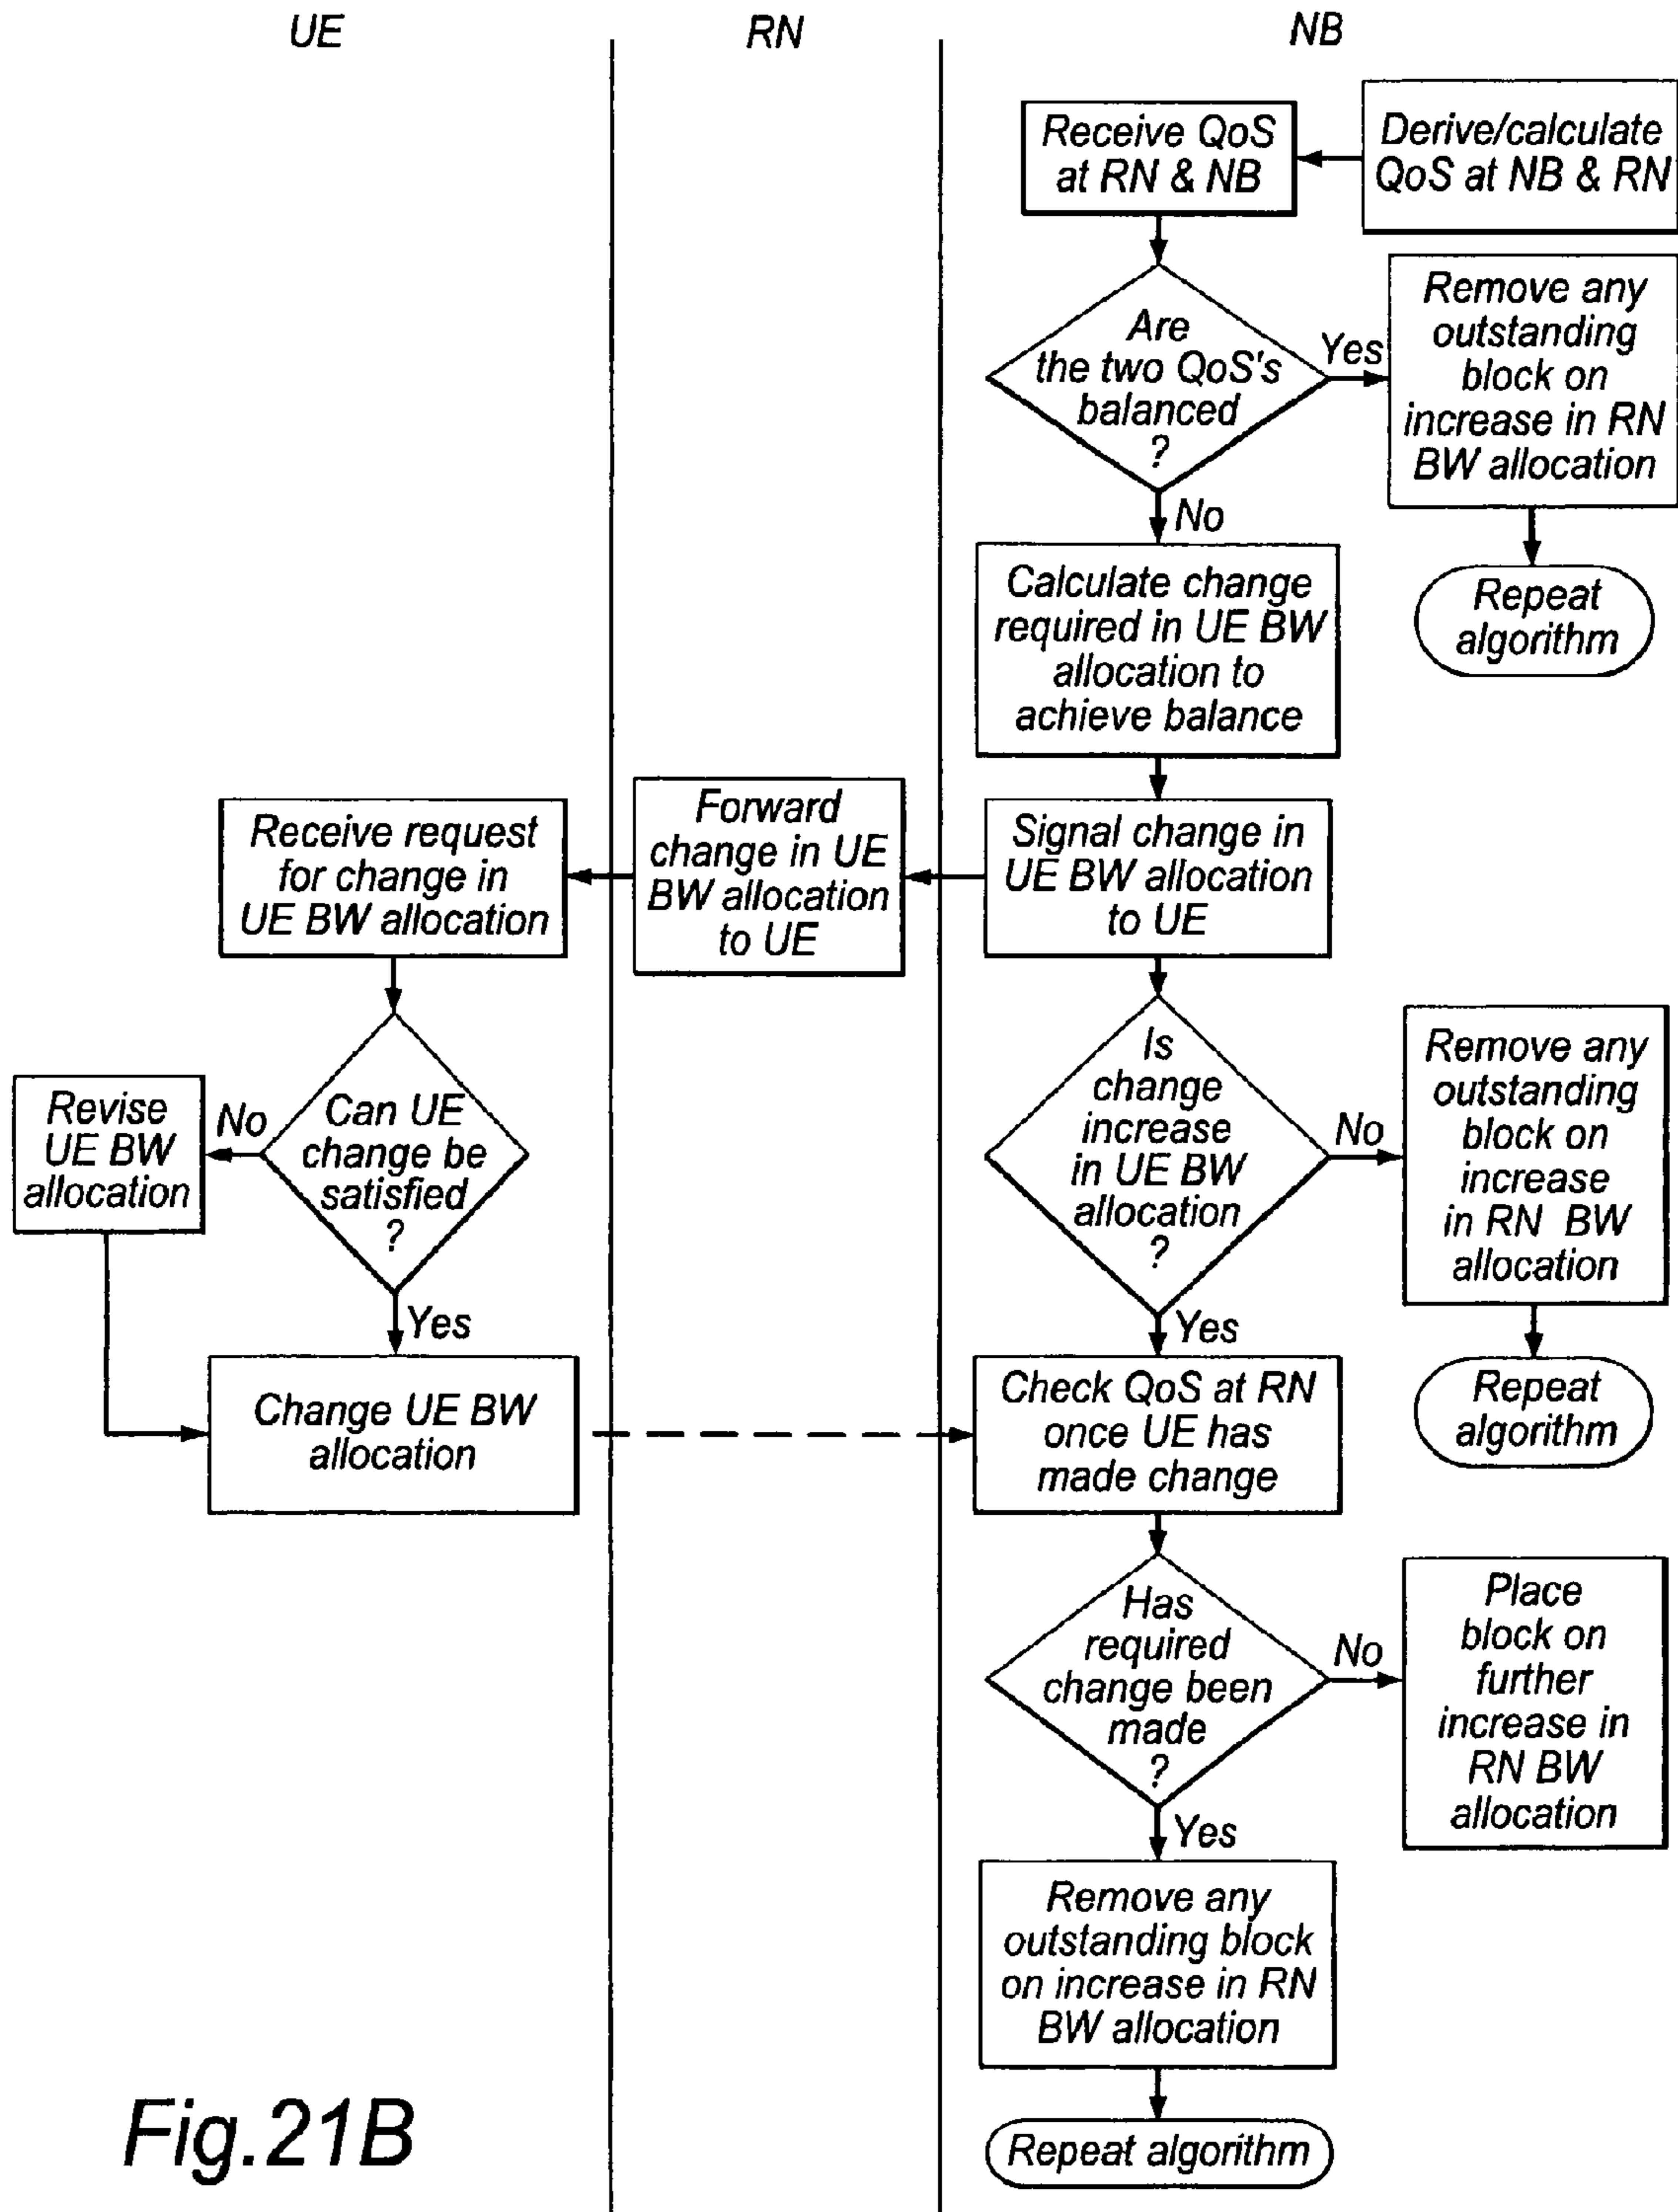 UE
RN
NB
Receive QoS
at RN & NB
Derive/calculate
QoS at NB & RN
Are
the two QoS's
balanced
?
Yes
Remove any
outstanding
block on
increase in RN
BW allocation
Repeat
algorithm
No
Calculate change
required in UE BW
allocation to
achieve balance
Signal change in
UE BW allocation
to UE
Forward
change in UE
BW allocation
to UE
Receive request
for change in
UE BW allocation
Can UE
change be
satisfied
?
No
Revise
UE BW
allocation
Yes
Change UE BW
allocation
Is
change
increase
in UE BW
allocation
?
No
Remove any
outstanding
block on
increase
in RN BW
allocation
Repeat
algorithm
Yes
Check QoS at RN
once UE has
made change
Has
required
change been
made
?
No
Place
block on
further
increase in
RN BW
allocation
Yes
Remove any
outstanding block
on increase in RN
BW allocation
Repeat algorithm
Fig.21B